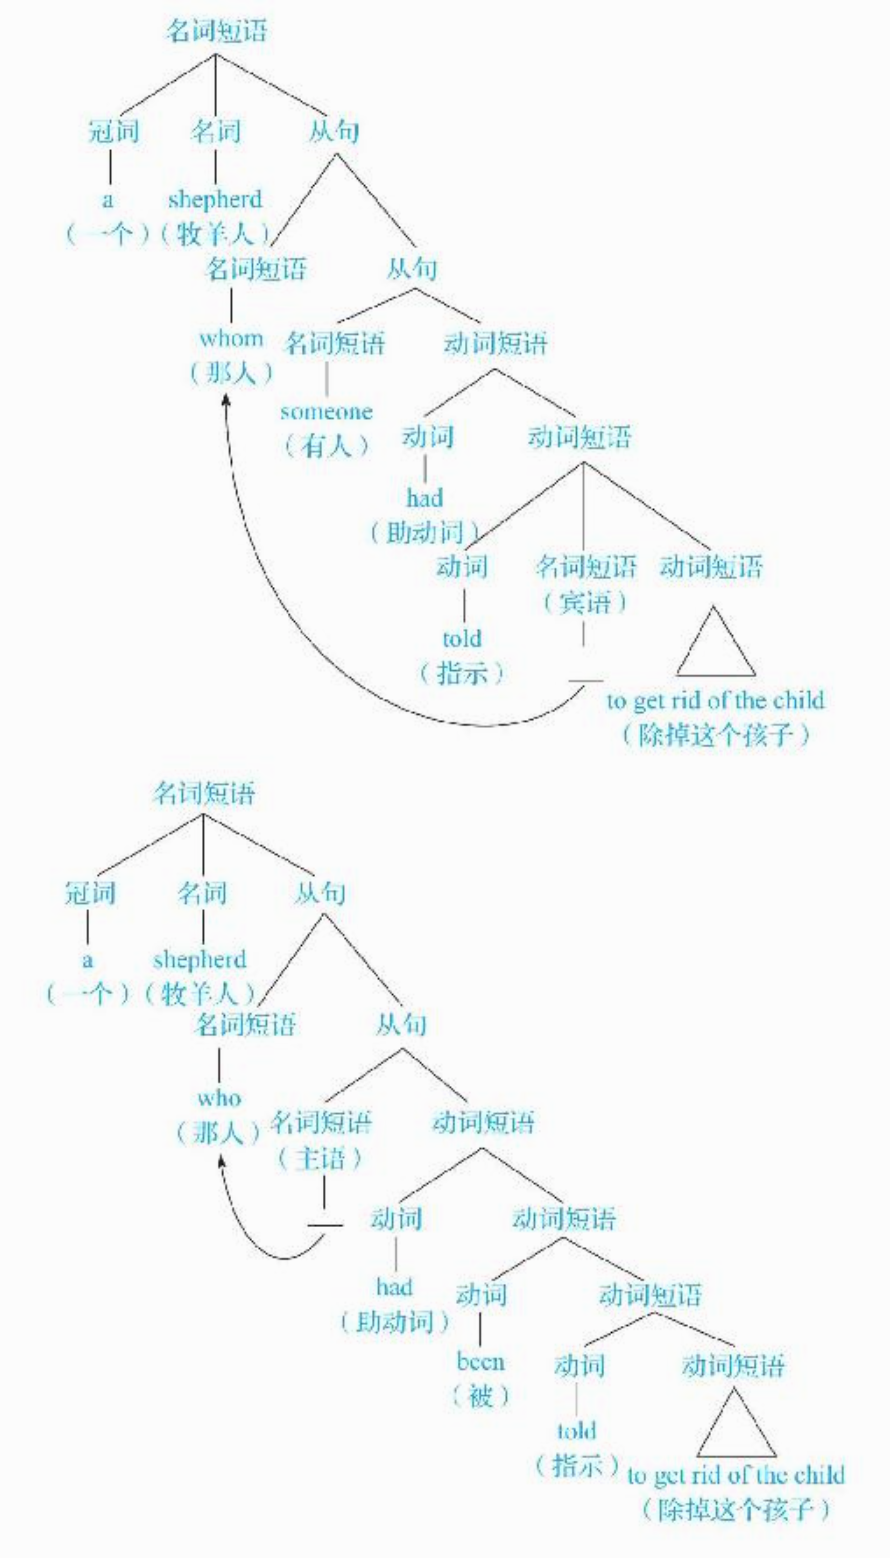 名词短语
冠词 名词 从句
a shepherd
（一个）（牧羊人）
名词短语 从句
whom 名词短语 动词短语
（那人）
someone
（有人） 动词 动词短语
had
（助动词）
动词 名词短语 动词短语
（宾语）
told
（指示）
to get rid of the child
（除掉这个孩子）
名词短语
冠词 名词 从句
a shepherd
（一个）（牧羊人）
名词短语 从句
who
（那人） 名词短语 动词短语
（主语）
动词 动词短语
had 动词 动词短语
（助动词）
been 动词 动词短语
（被）
told
（指示） to get rid of the child
（除掉这个孩子）